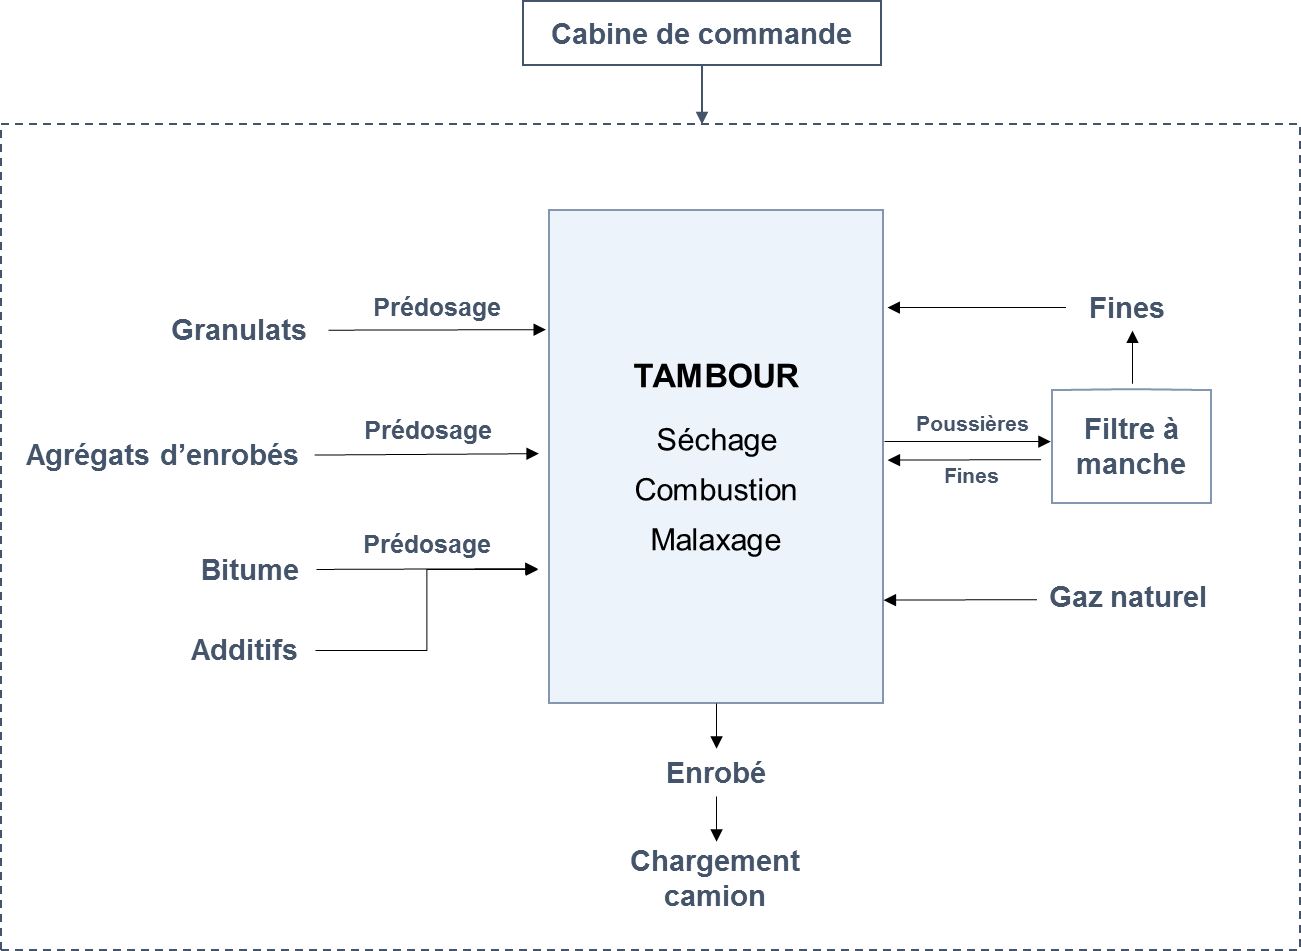 Cabine de commande
Prédosage
Granulats
Prédosage
Agrégats d’enrobés
Prédosage
Bitume
Additifs
TAMBOUR
Séchage
Combustion
Malaxage
Fines
Poussières
Fines
Filtre à
manche
Gaz naturel
Enrobé
Chargement
camion